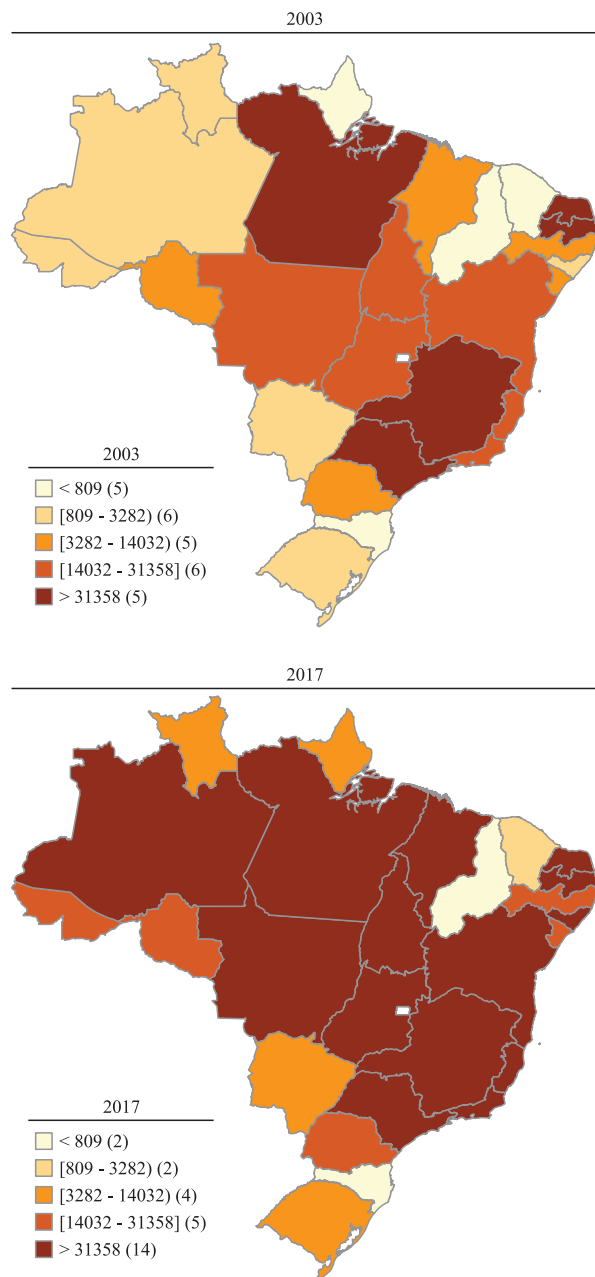 2003
2003
< 809 (5)
[809 - 3282) (6)
[3282 - 14032) (5)
[14032 - 31358] (6)
> 31358 (5)
2017
2017
< 809 (2)
[809 - 3282) (2)
[3282 - 14032) (4)
[14032 - 31358] (5)
> 31358 (14)